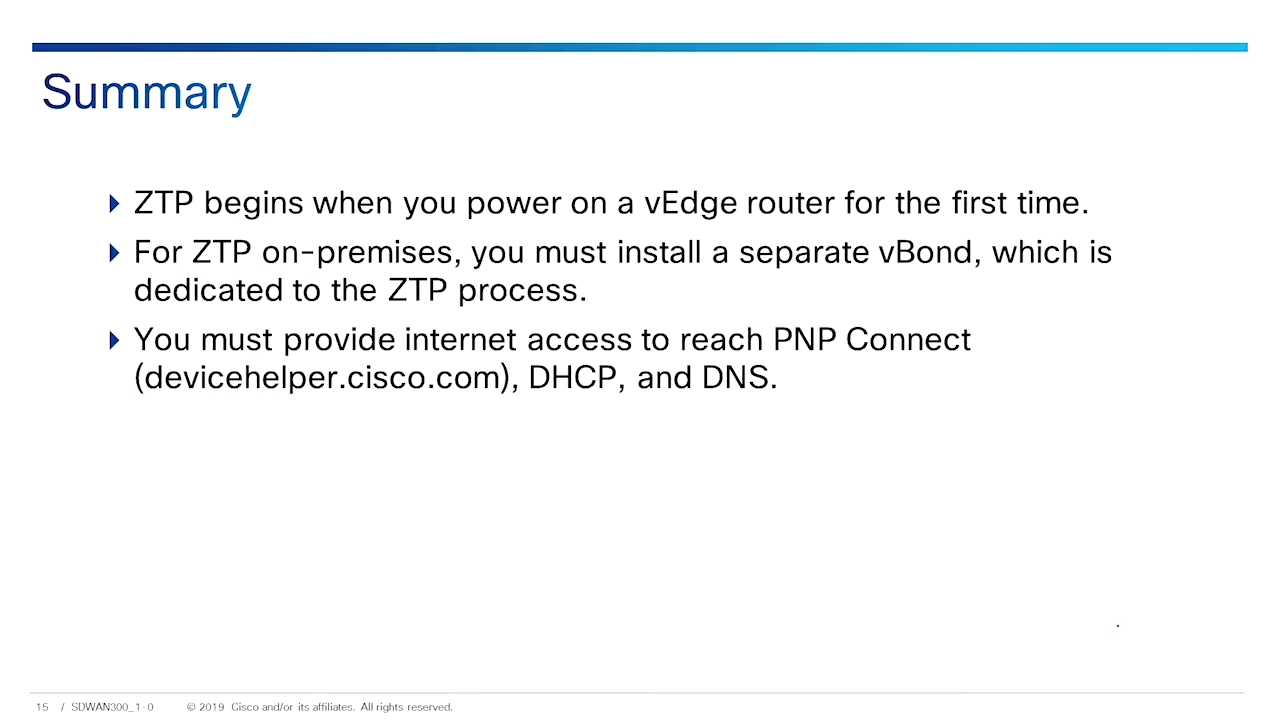 Summary
ZTP begins when you power on a vEdge router for the first time.
For ZTP on-premises, you must install a separate vBond, which is
dedicated to the ZTP process.
You must provide internet access to reach PNP Connect
(devicehelper.cisco.com), DHCP, and DNS.
15 / SDWAN300_1-0 © 2019 Cisco and/or its affiliates. All rights reserved.